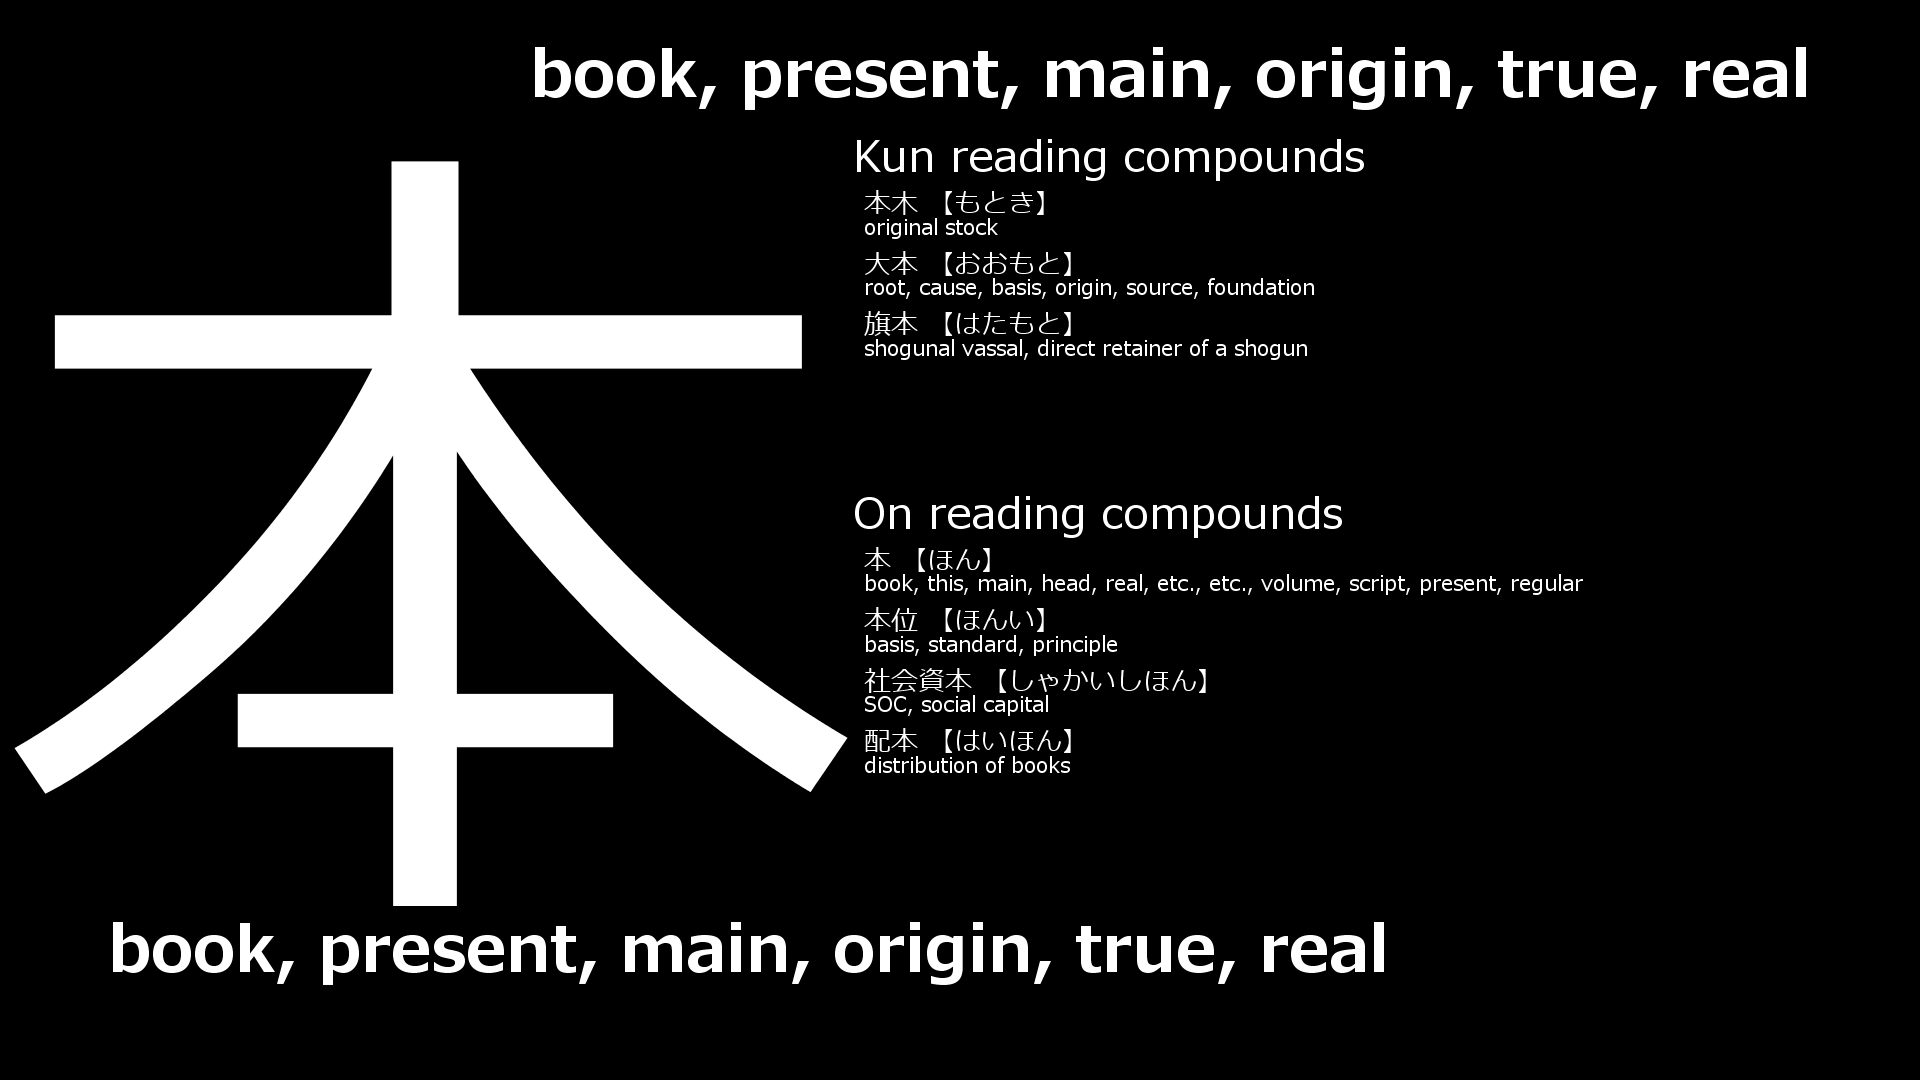 book, present, main, origin, true, real
本
Kun reading compounds
本木 【もとき】
original stock
大本 【おおもと】
root, cause, basis, origin, source, foundation
旗本 【はたもと】
shogunal vassal, direct retainer of a shogun
On reading compounds
本 【ほん】
book, this, main, head, real, etc., etc., volume, script, present, regular
本位 【ほんい】
basis, standard, principle
社会資本 【しゃかいしほん】
SOC, social capital
配本 【はいほん】
distribution of books
book, present, main, origin, true, real